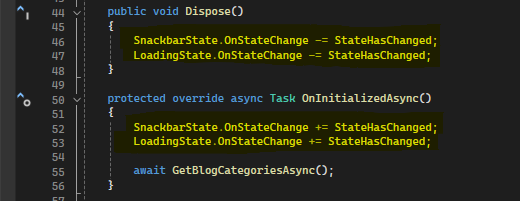 44 public void Dispose()
45 {
46 SnackbarState.OnStateChange -= StateHasChanged;
47 LoadingState.OnStateChange -= StateHasChanged;
48 }
49
50 protected override async Task OnInitializedAsync()
51 {
52 SnackbarState.OnStateChange += StateHasChanged;
53 LoadingState.OnStateChange += StateHasChanged;
54
55 await GetBlogCategoriesAsync();
56 }